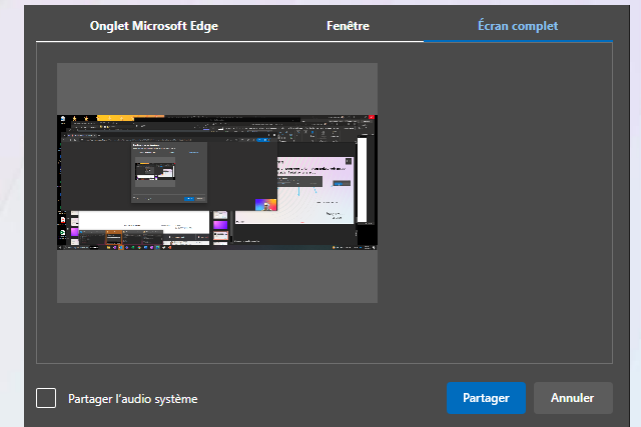 Onglet Microsoft Edge
Fenêtre
Écran complet
Partager l’audio système
Partager
Annuler